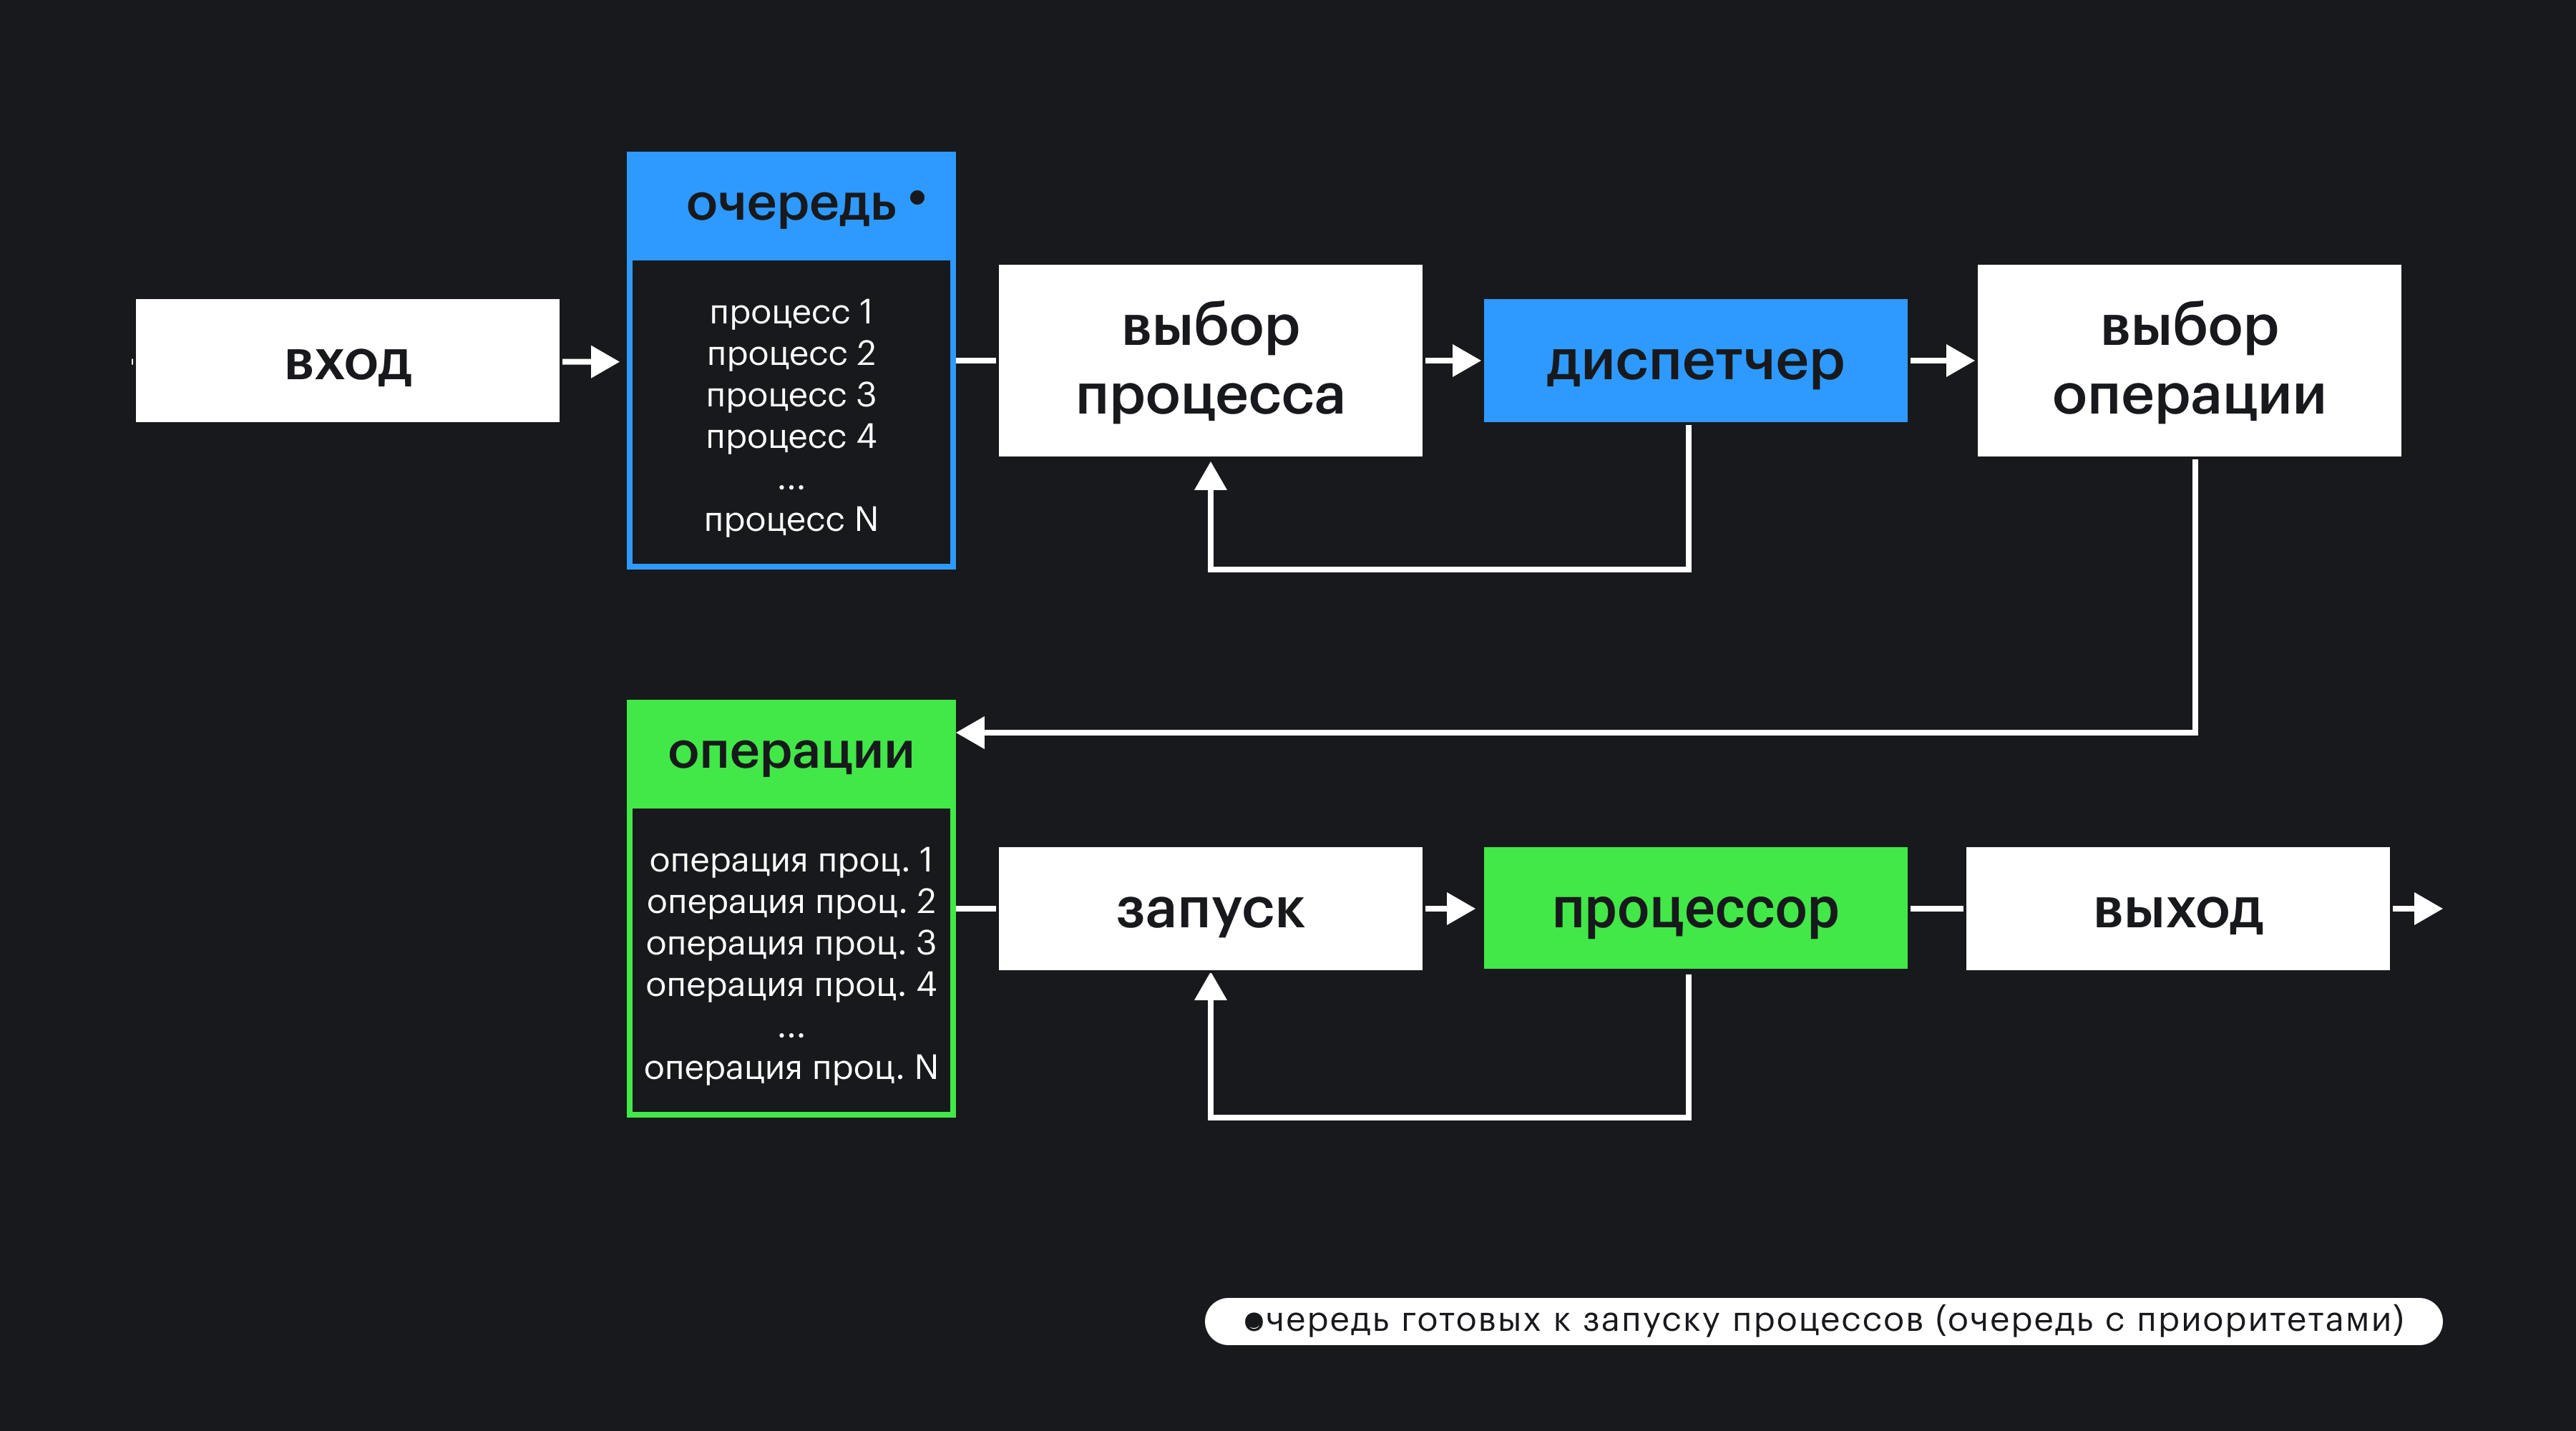 очередь •
процесс 1
процесс 2
процесс 3
процесс 4
...
процесс N
вход
выбор
процесса
диспетчер
выбор
операции
операции
операция проц. 1
операция проц. 2
операция проц. 3
операция проц. 4
...
операция проц. N
запуск
процессор
выход
•чередь готовых к запуску процессов (очередь с приоритетами)